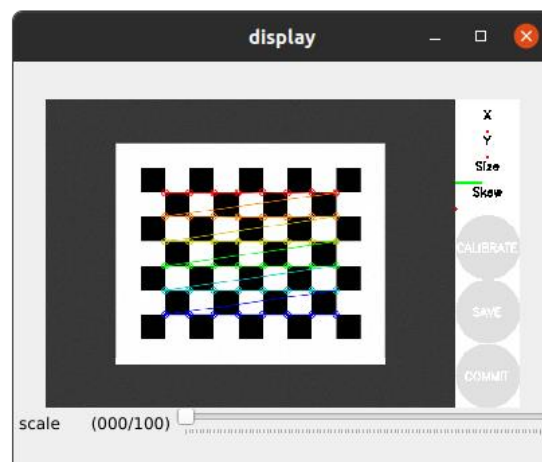 display
X
Y
Size
Skew
CALIBRATE
SAVE
COMMIT
scale (000/100)